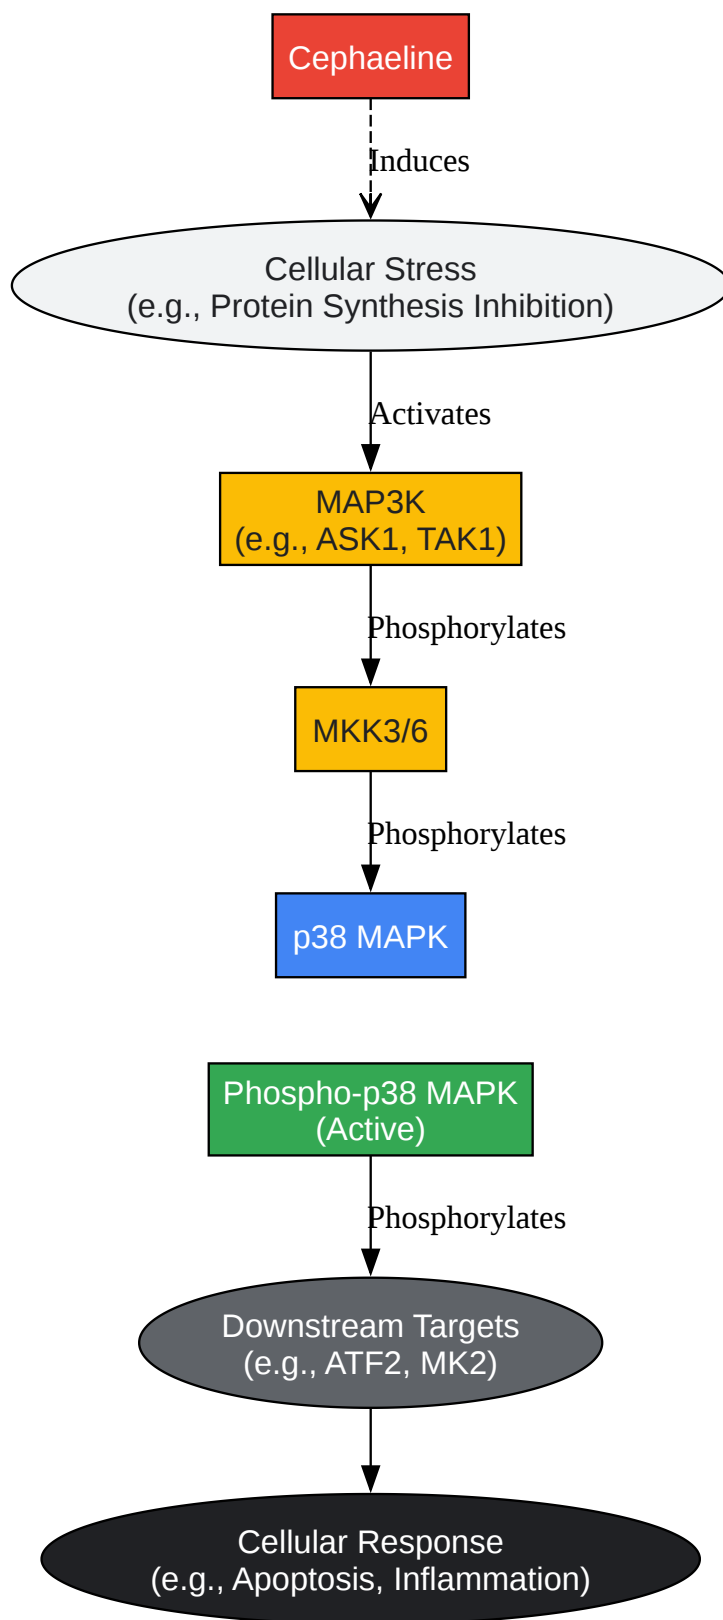 Cephaeline
Induces
Cellular Stress
(e.g., Protein Synthesis Inhibition)
Activates
MAP3K
(e.g., ASK1, TAK1)
Phosphorylates
MKK3/6
Phosphorylates
p38 MAPK
Phospho-p38 MAPK
(Active)
Phosphorylates
Downstream Targets
(e.g., ATF2, MK2)
Cellular Response
(e.g., Apoptosis, Inflammation)